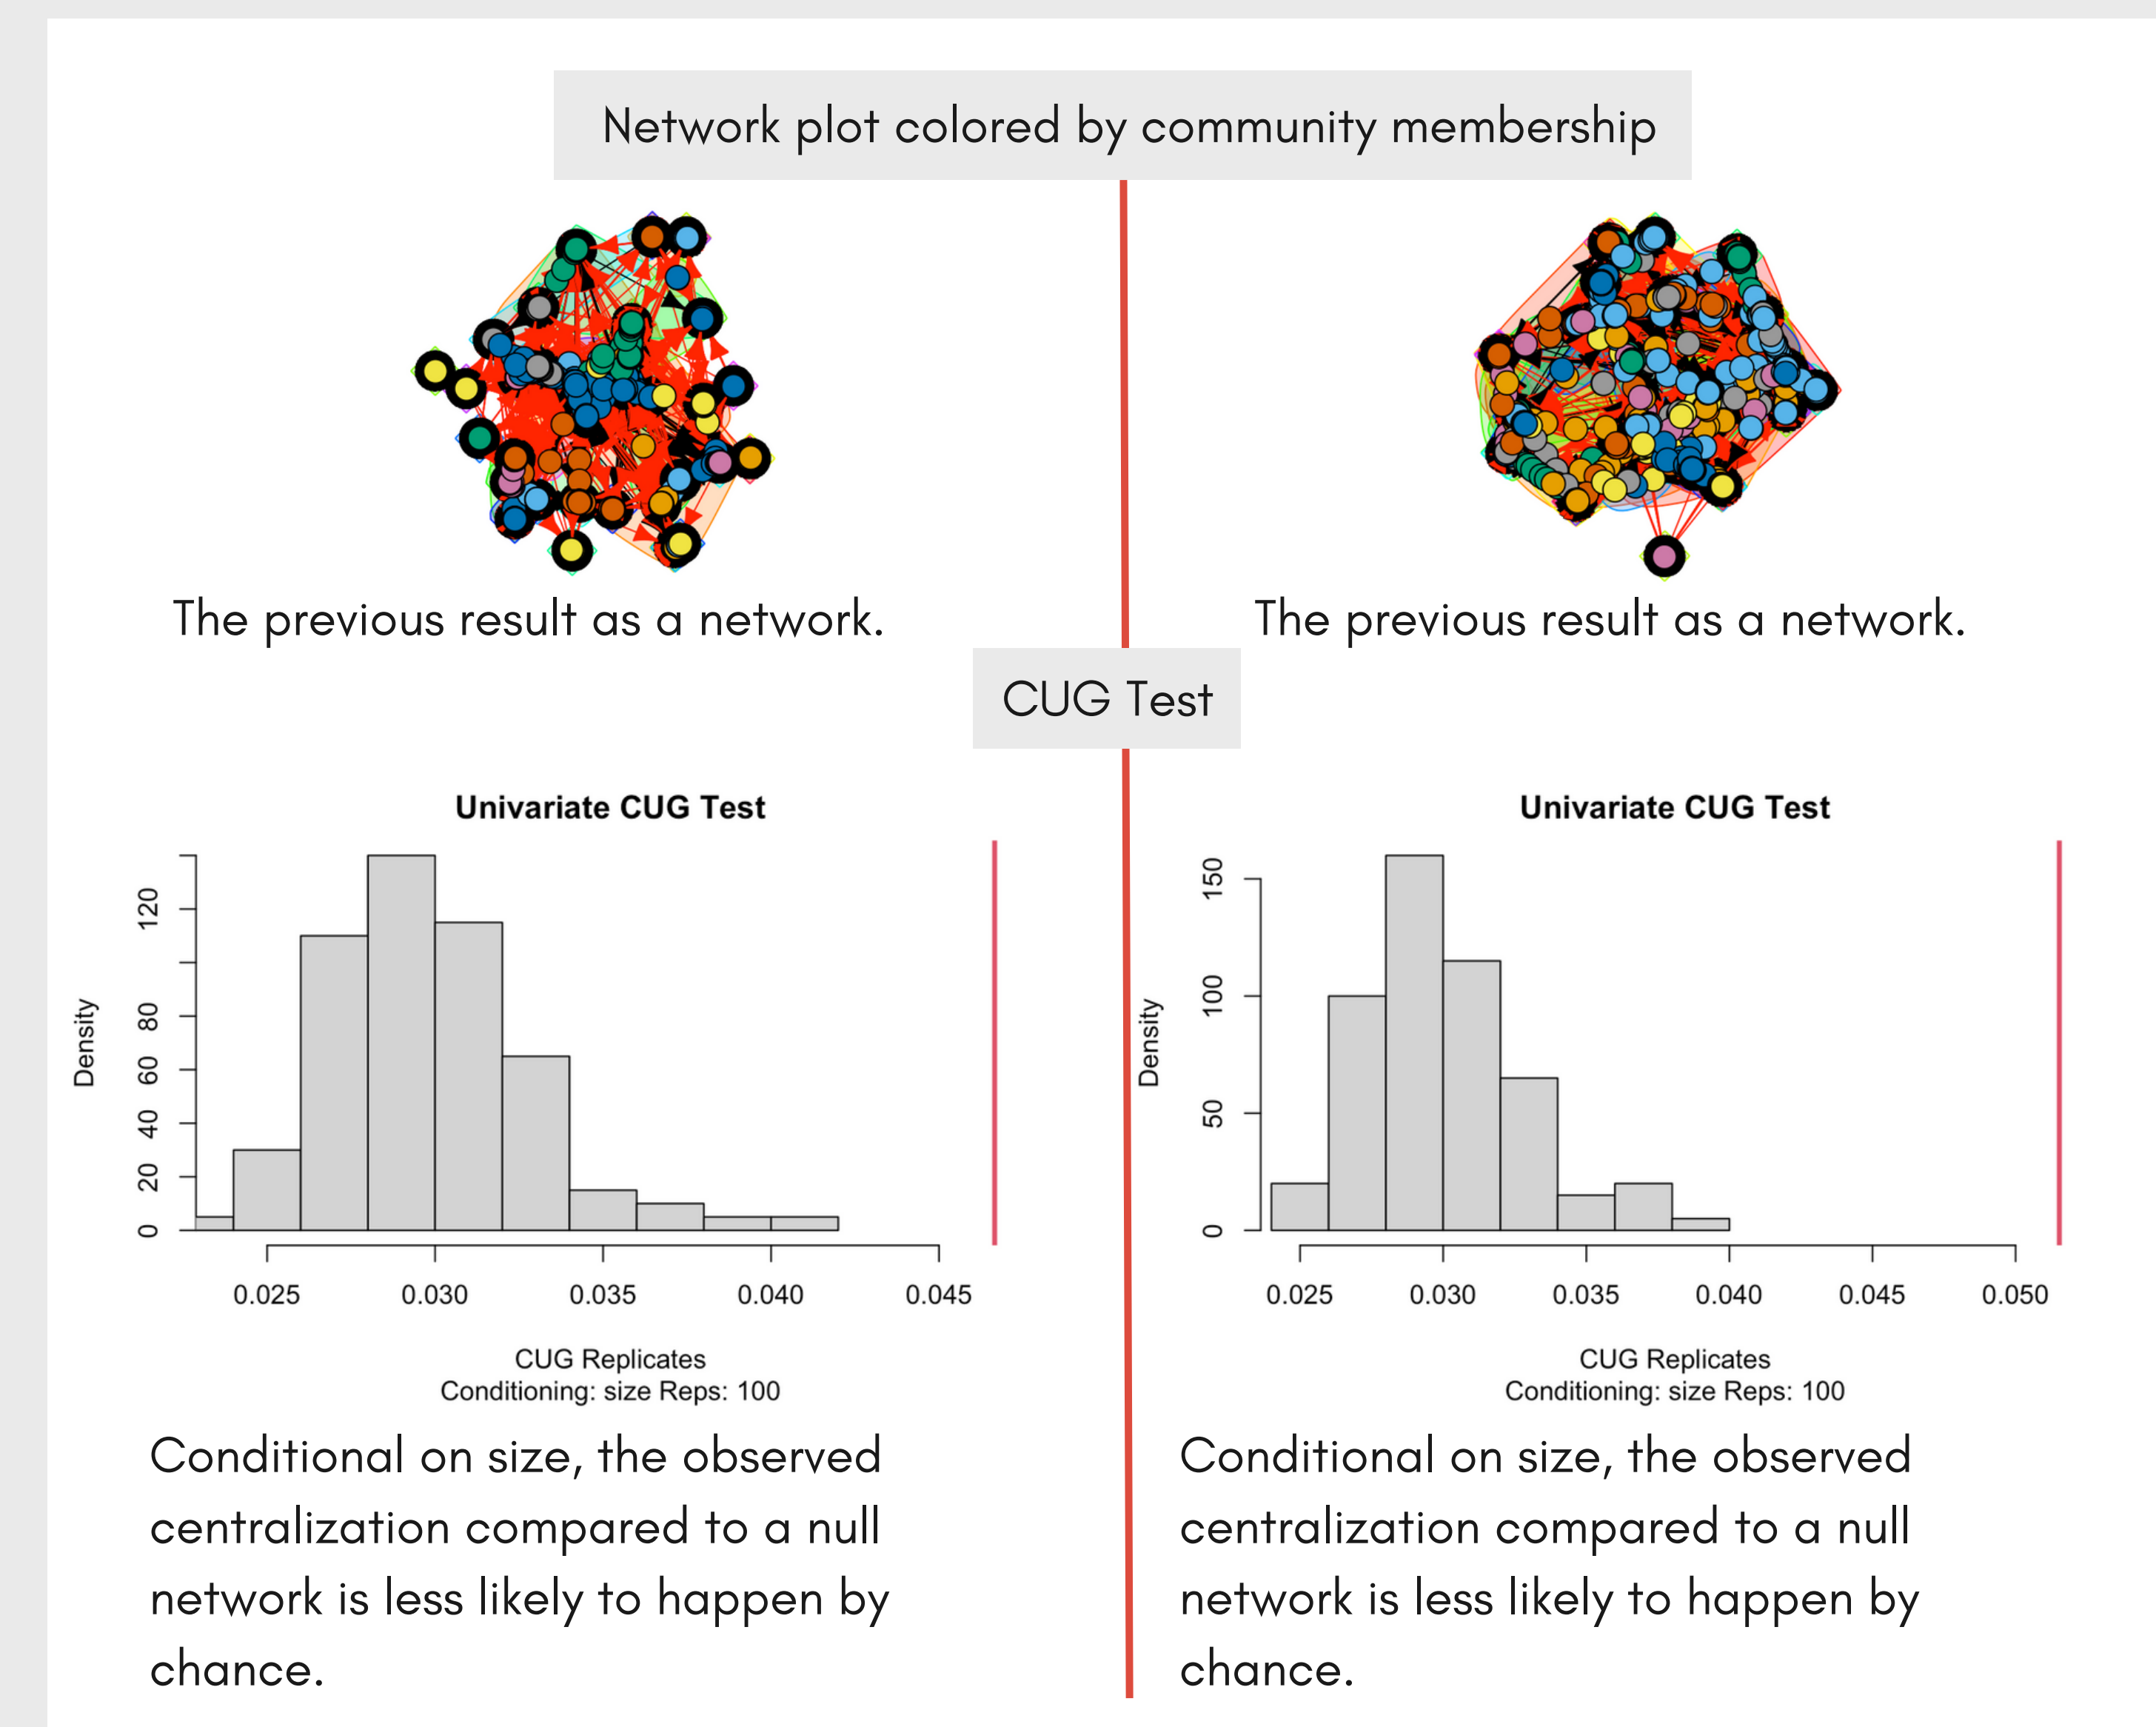 Network plot colored by community membership
The previous result as a network.
The previous result as a network.
CUG Test
Univariate CUG Test
Density
120
80
60
40
20
0
0.025 0.030 0.035 0.040 0.045
CUG Replicates
Conditioning: size Reps: 100
Conditional on size, the observed
centralization compared to a null
network is less likely to happen by
chance.
Univariate CUG Test
Density
150
100
50
0
0.025 0.030 0.035 0.040 0.045 0.050
CUG Replicates
Conditioning: size Reps: 100
Conditional on size, the observed
centralization compared to a null
network is less likely to happen by
chance.